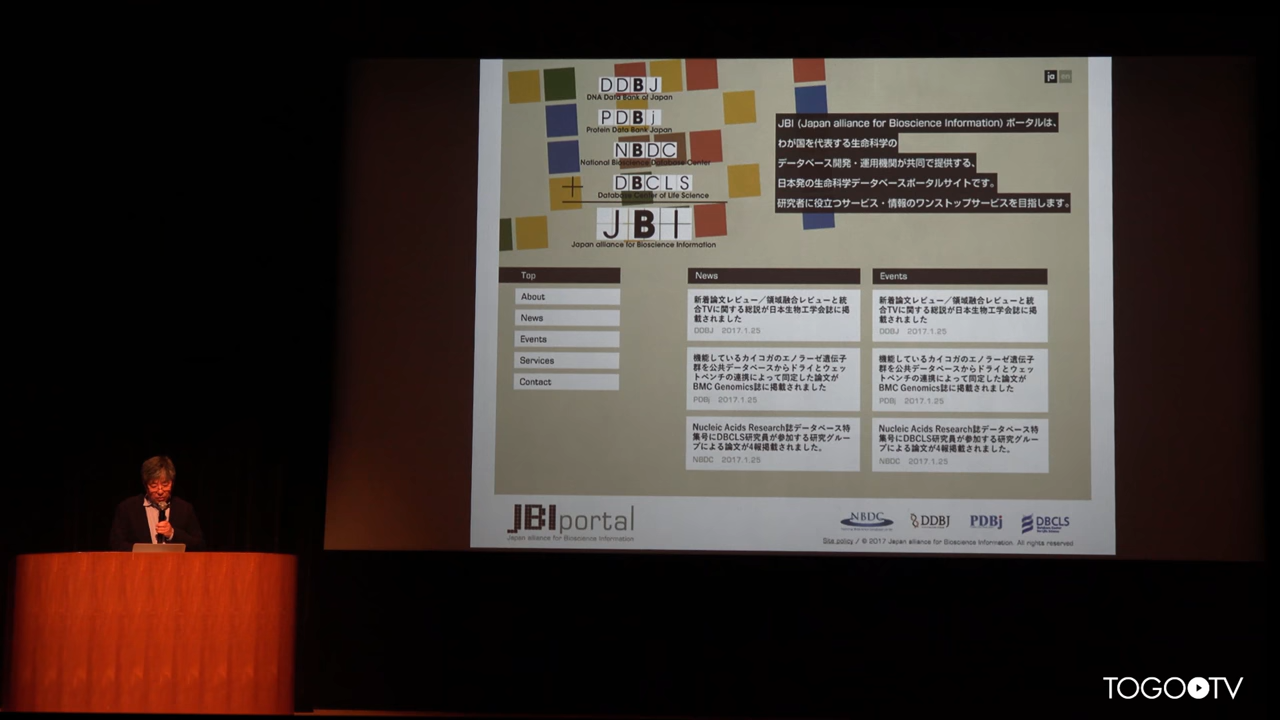 DDBJ
DNA Data Bank of Japan
PDBj
Protein Data Bank Japan
NBDC
National Bioscience Database Center
+ DBCLS
Database Center of Life Science
JBI
Japan alliance for Bioscience Information
ja en
JBI (Japan alliance for Bioscience Information) ポータルは、
わが国を代表する生命科学の
データベース開発・運用機関が共同で提供する、
日本発の生命科学データベースポータルサイトです。
研究者に役立つサービス・情報のワンストップサービスを目指します。
Top
About
News
Events
Services
Contact
News
新着論文レビュー／領域融合レビューと統
合TVに関する総説が日本生物工学会誌に掲
載されました
DDBJ 2017.1.25
機能しているカイコガのエノラーゼ遺伝子
群を公共データベースからドライとウェッ
トベンチの連携によって同定した論文が
BMC Genomics誌に掲載されました
PDBj 2017.1.25
Nucleic Acids Research誌データベース特
集号にDBCLS研究員が参加する研究グルー
プによる論文が4報掲載されました。
NBDC 2017.1.25
Events
新着論文レビュー／領域融合レビューと統
合TVに関する総説が日本生物工学会誌に掲
載されました
DDBJ 2017.1.25
機能しているカイコガのエノラーゼ遺伝子
群を公共データベースからドライとウェッ
トベンチの連携によって同定した論文が
BMC Genomics誌に掲載されました
PDBj 2017.1.25
Nucleic Acids Research誌データベース特
集号にDBCLS研究員が参加する研究グルー
プによる論文が4報掲載されました。
NBDC 2017.1.25
JBIportal
Japan alliance for Bioscience Information
NBDC
DDBJ
PDBj
DBCLS
Site policy / © 2017 Japan alliance for Bioscience Information. All rights reserved
TOGOTV